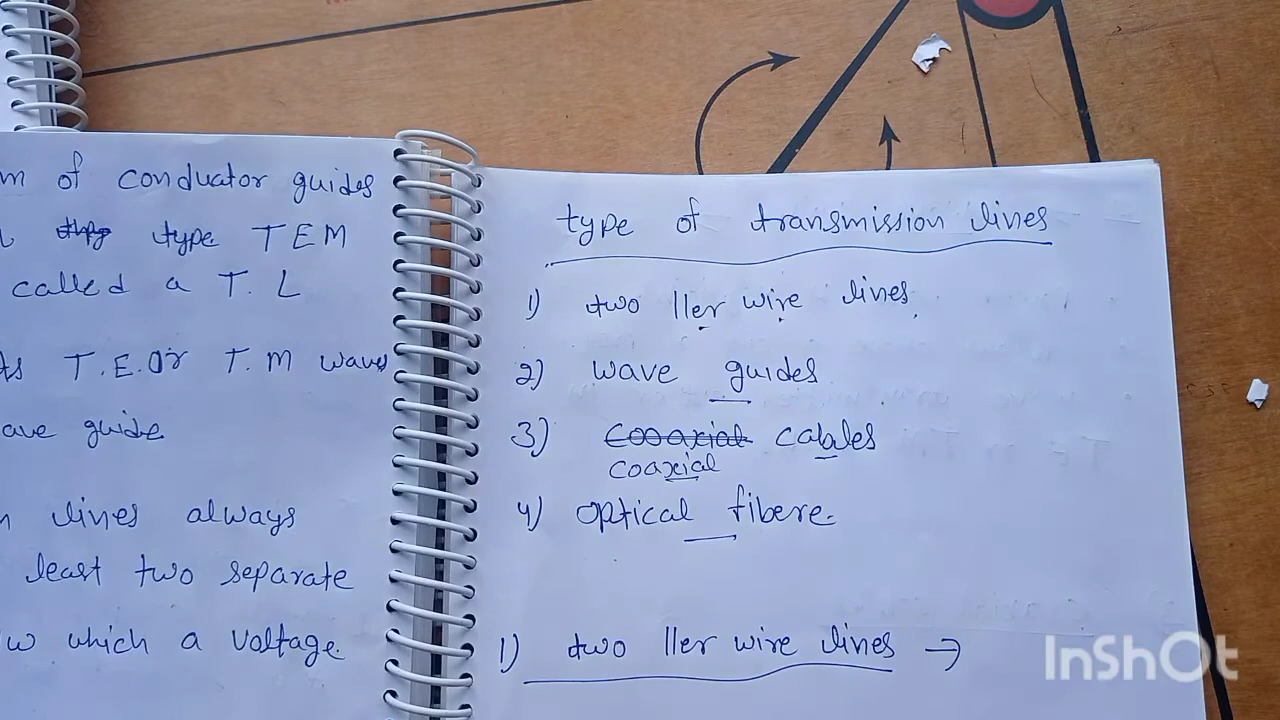 m of conductor guides
type TEM
called a T. L
ts T.E. Or T.M waves
ave guide
n lines always
least two separate
w which a voltage.
type of transmission lines
1) two ller wire lines.
2) wave guides
3) cooaxial cables
coaxial
4) optical fibere.
1) two ller wire lines →
InShOt